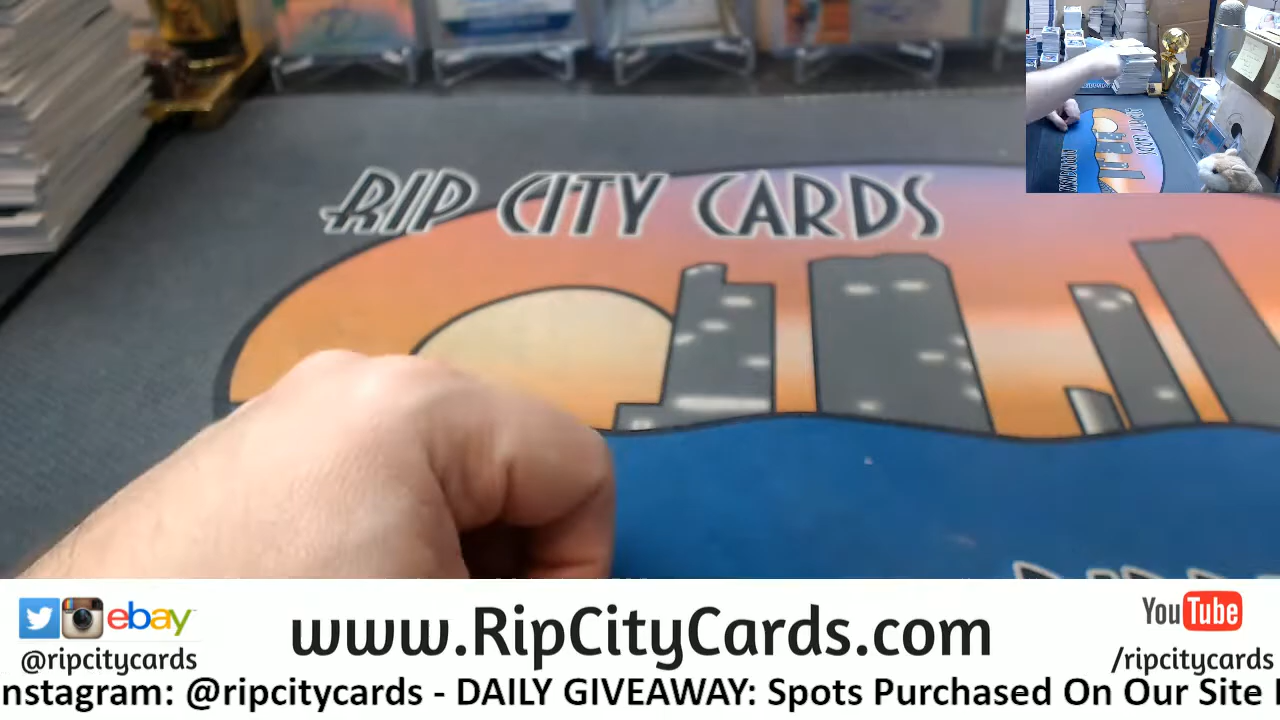 RIP CITY CARDS
ebay
@ripcitycards
www.RipCityCards.com
YouTube
/ripcitycards
nstagram: @ripcitycards - DAILY GIVEAWAY: Spots Purchased On Our Site